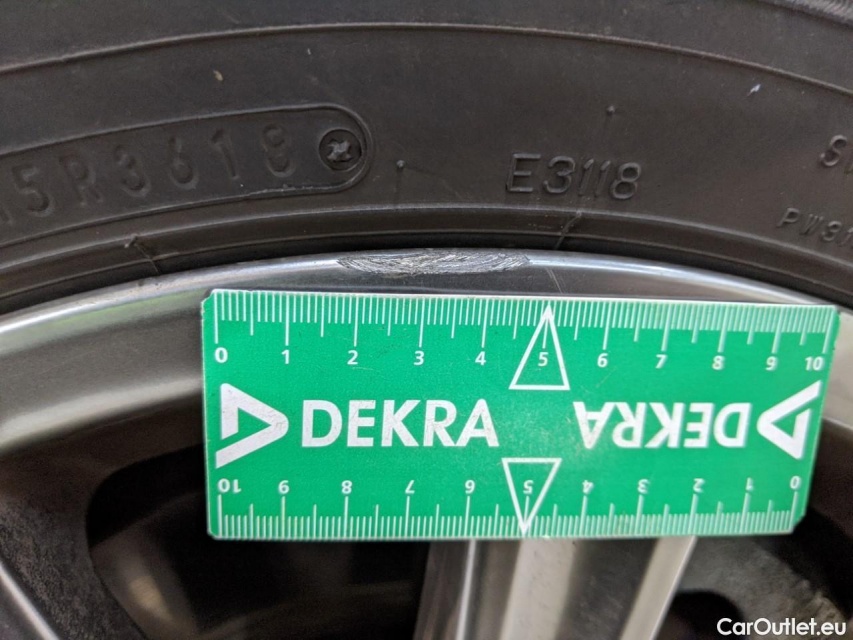 5R3618
E3118
0 1 2 3 4 5 6 7 8 9 10
DEKRA
DEKRA
10 9 8 7 6 5 4 3 2 1 0
CarOutlet.eu